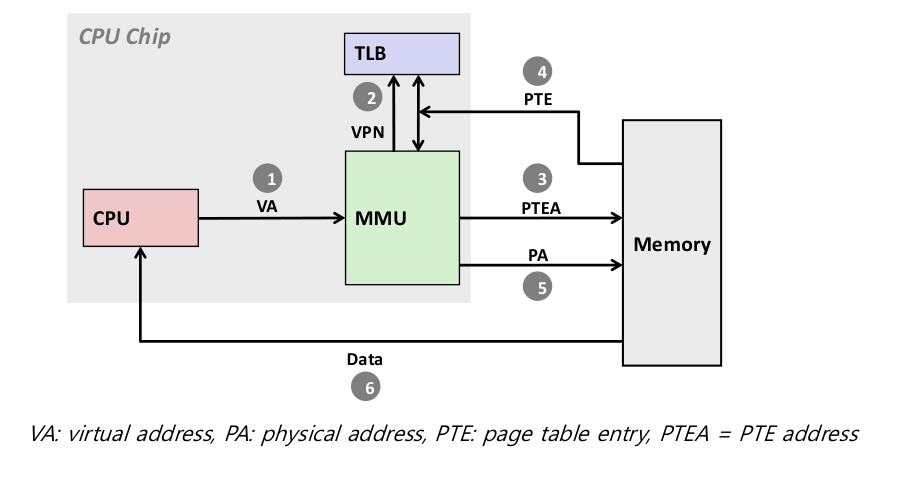 CPU Chip
TLB
4
PTE
2
VPN
1
VA
3
PTEA
CPU
MMU
Memory
PA
5
Data
6
VA: virtual address, PA: physical address, PTE: page table entry, PTEA = PTE address